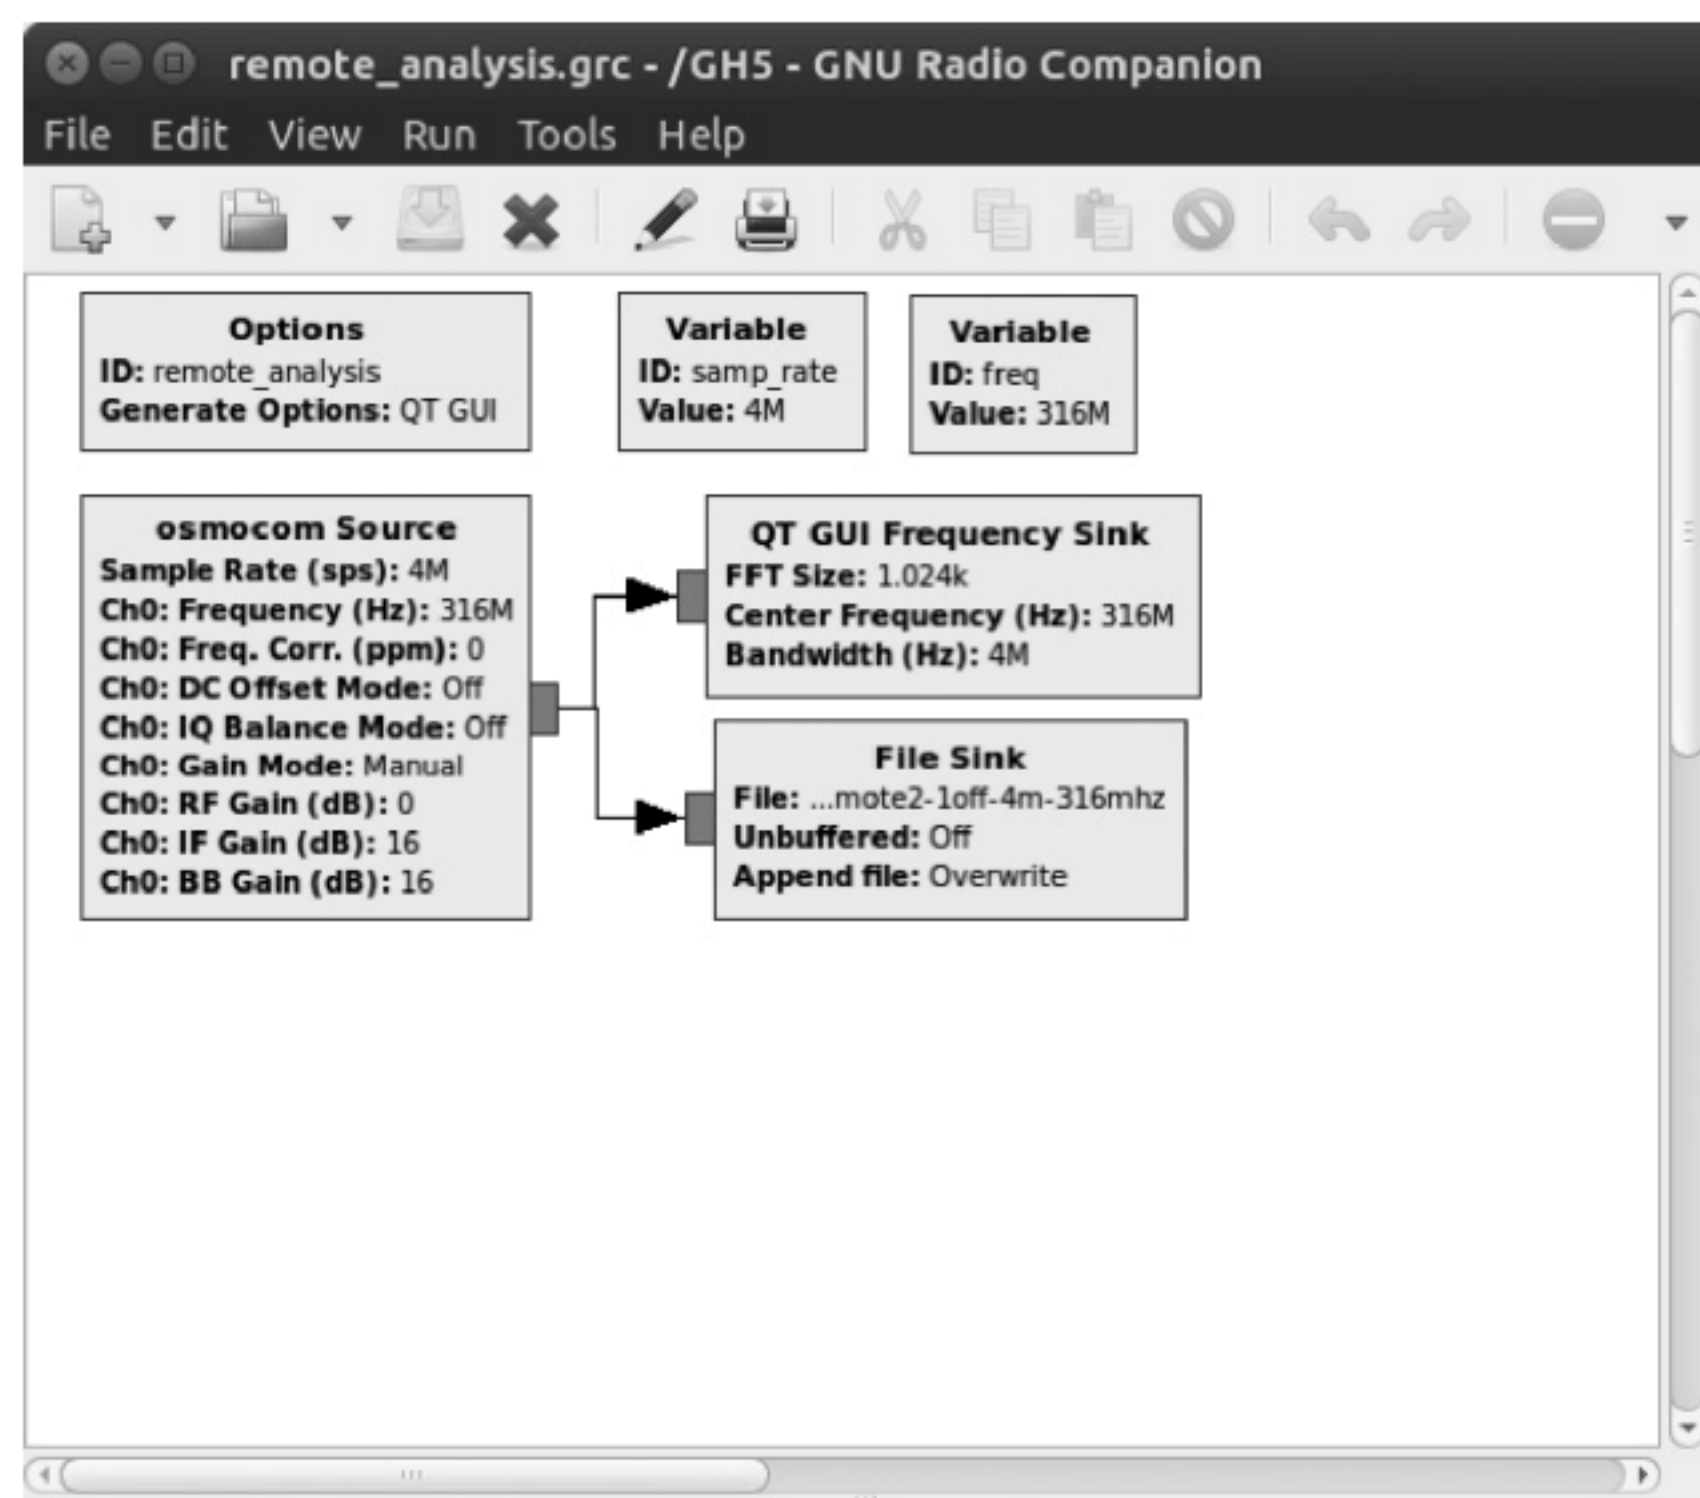 remote_analysis.grc - /GH5 - GNU Radio Companion
File Edit View Run Tools Help
Options
ID: remote_analysis
Generate Options: QT GUI
Variable
ID: samp_rate
Value: 4M
Variable
ID: freq
Value: 316M
osmocom Source
Sample Rate (sps): 4M
Ch0: Frequency (Hz): 316M
Ch0: Freq. Corr. (ppm): 0
Ch0: DC Offset Mode: Off
Ch0: IQ Balance Mode: Off
Ch0: Gain Mode: Manual
Ch0: RF Gain (dB): 0
Ch0: IF Gain (dB): 16
Ch0: BB Gain (dB): 16
QT GUI Frequency Sink
FFT Size: 1.024k
Center Frequency (Hz): 316M
Bandwidth (Hz): 4M
File Sink
File: ...mote2-1off-4m-316mhz
Unbuffered: Off
Append file: Overwrite